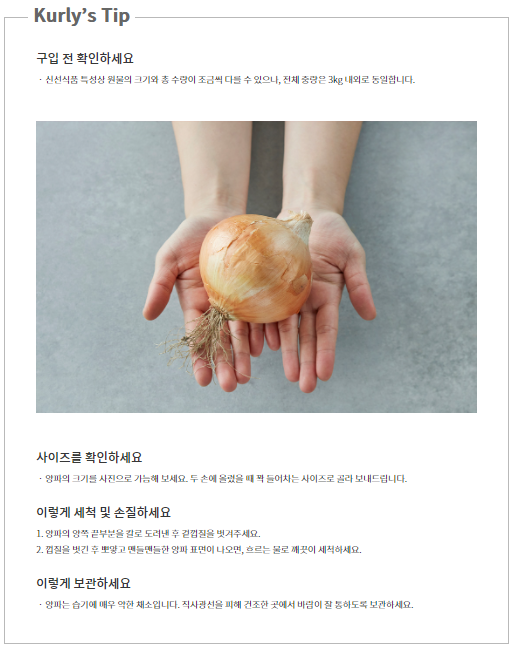 Kurly's Tip
구입 전 확인하세요
· 신선식품 특성상 원물의 크기와 총 수량이 조금씩 다를 수 있으나, 전체 중량은 3kg 내외로 동일합니다.
사이즈를 확인하세요
· 양파의 크기를 사진으로 가늠해 보세요. 두 손에 올렸을 때 꽉 들어차는 사이즈로 골라 보내드립니다.
이렇게 세척 및 손질하세요
1. 양파의 양쪽 끝부분을 칼로 도려낸 후 겉껍질을 벗겨주세요.
2. 껍질을 벗긴 후 뽀얗고 맨들맨들한 양파 표면이 나오면, 흐르는 물로 깨끗이 세척하세요.
이렇게 보관하세요
· 양파는 습기에 매우 약한 채소입니다. 직사광선을 피해 건조한 곳에서 바람이 잘 통하도록 보관하세요.